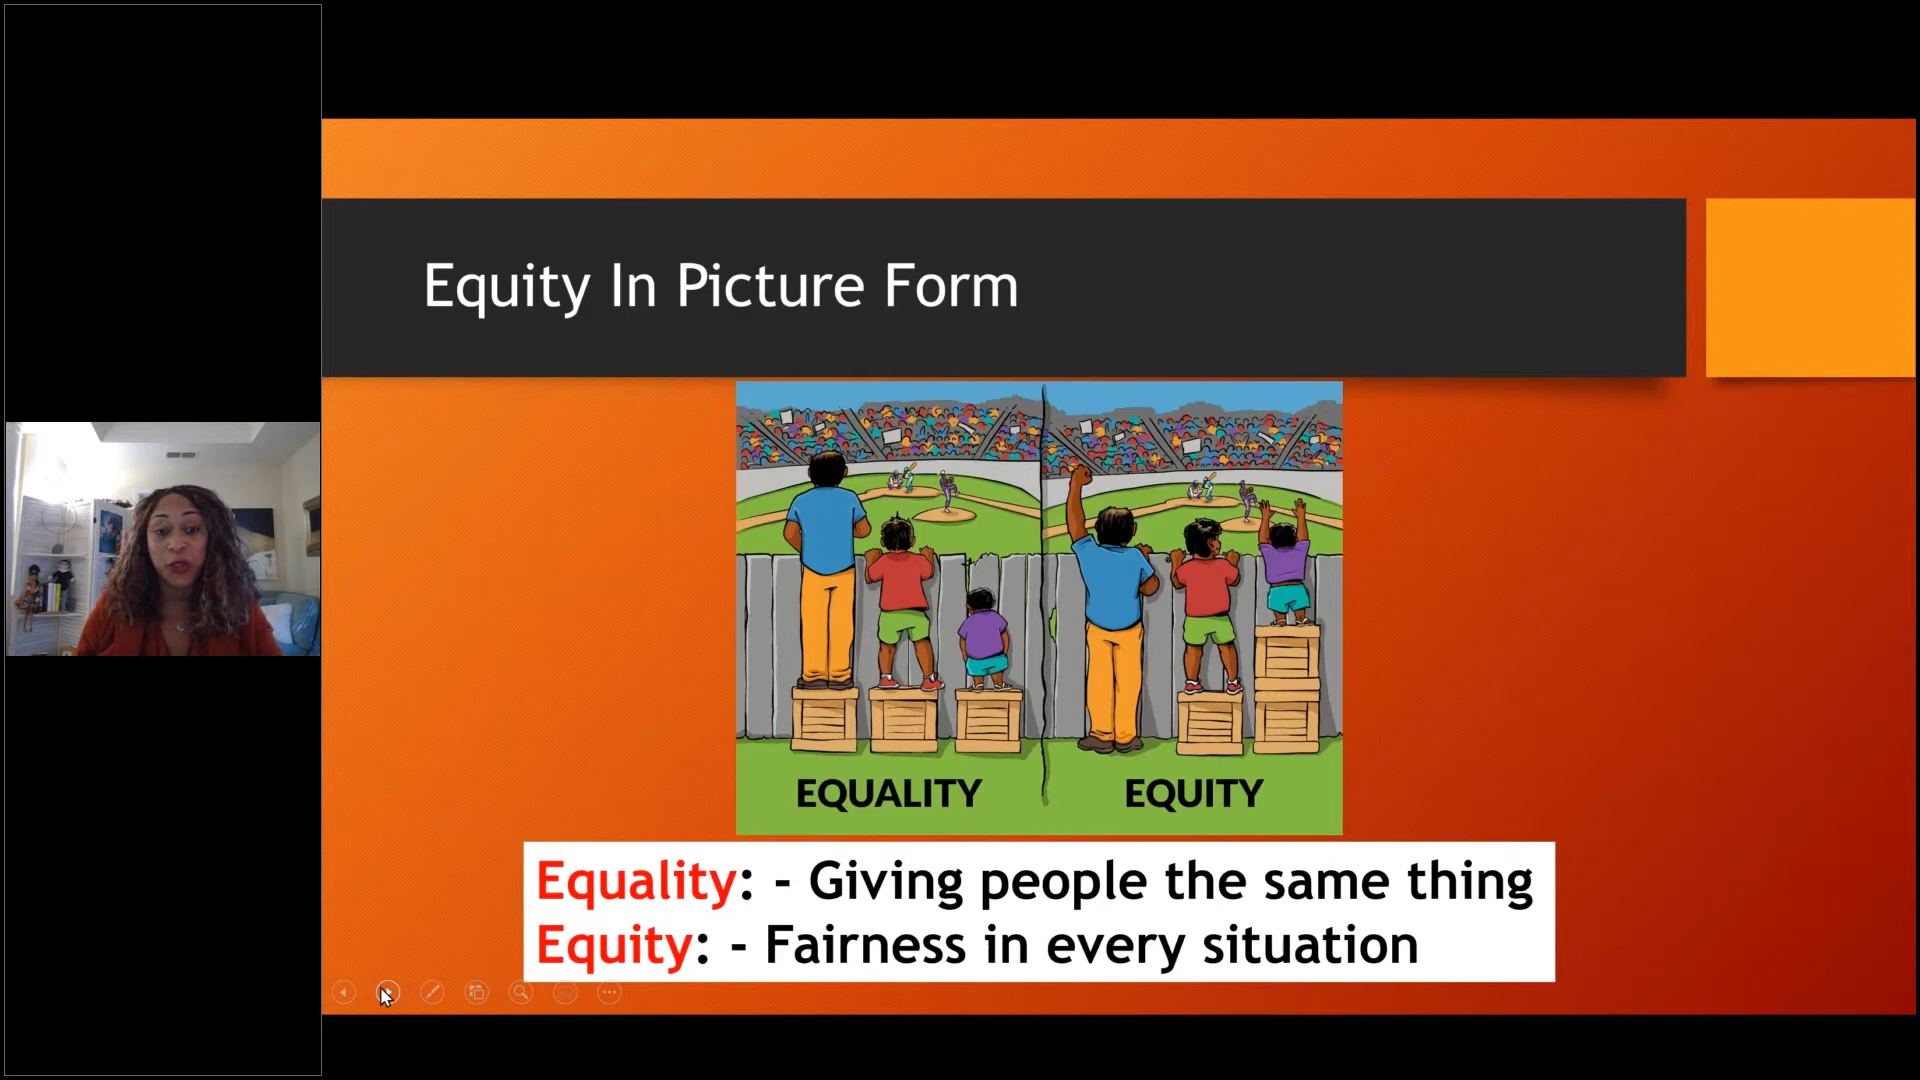 Equity In Picture Form
EQUALITY
EQUITY
Equality: - Giving people the same thing
Equity: - Fairness in every situation